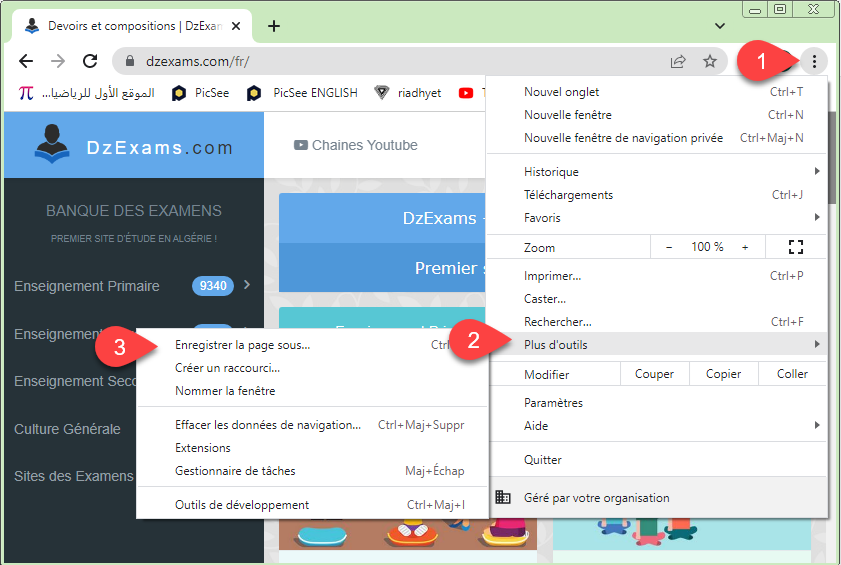 Devoirs et compositions | DzExam
dzexams.com/fr/
1
الموقع الأول للرياضيا...
PicSee
PicSee ENGLISH
riadhyet
DzExams.com
Chaines Youtube
BANQUE DES EXAMENS
PREMIER SITE D'ÉTUDE EN ALGÉRIE !
Enseignement Primaire 9340
Enseignement
Enseignement Seco
Culture Générale
Sites des Examens
DzExams -
Premier s
Nouvel onglet Ctrl+T
Nouvelle fenêtre Ctrl+N
Nouvelle fenêtre de navigation privée Ctrl+Maj+N
Historique
Téléchargements Ctrl+J
Favoris
Zoom - 100 % +
Imprimer... Ctrl+P
Caster...
Rechercher... Ctrl+F
2
Plus d'outils
Modifier Couper Copier Coller
Paramètres
Aide
Quitter
Géré par votre organisation
3
Enregistrer la page sous... Ctrl
Créer un raccourci...
Nommer la fenêtre
Effacer les données de navigation... Ctrl+Maj+Suppr
Extensions
Gestionnaire de tâches Maj+Échap
Outils de développement Ctrl+Maj+I